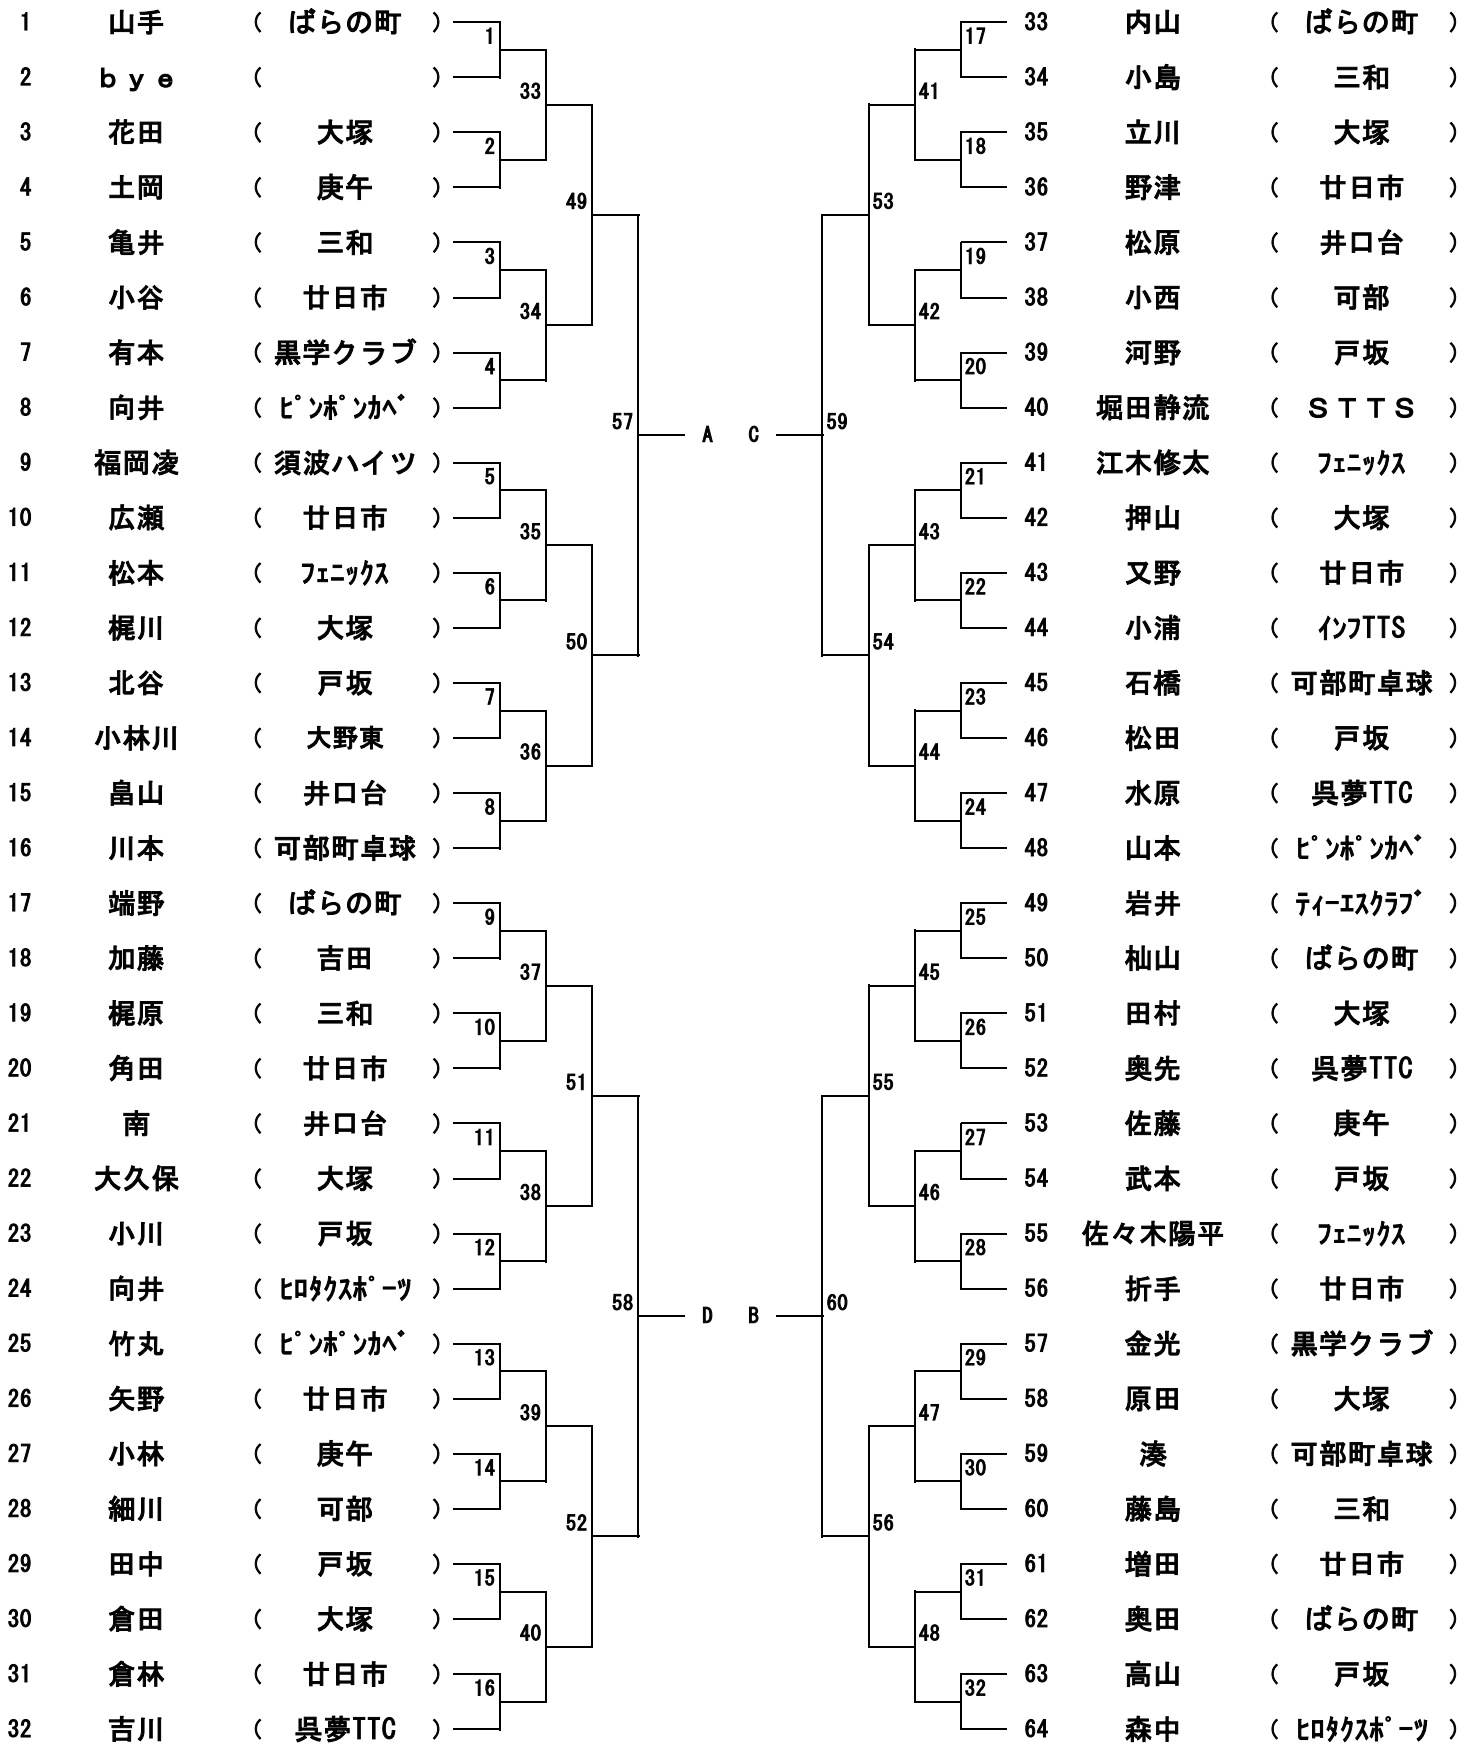 1 山手 ( ばらの町 ) 1 17 33 内山 ( ばらの町 )
2 ｂｙｅ ( ) 33 41 34 小島 ( 三和 )
3 花田 ( 大塚 ) 2 18 35 立川 ( 大塚 )
4 土岡 ( 庚午 ) 49 53 36 野津 ( 廿日市 )
5 亀井 ( 三和 ) 3 19 37 松原 ( 井口台 )
6 小谷 ( 廿日市 ) 34 42 38 小西 ( 可部 )
7 有本 ( 黒学クラブ ) 4 20 39 河野 ( 戸坂 )
8 向井 ( ﾋﾟﾝﾎﾟﾝｶﾍﾞ ) 57 A C 59 40 堀田静流 ( ＳＴＴＳ )
9 福岡凌 ( 須波ハイツ ) 5 21 41 江木修太 ( ﾌｪﾆｯｸｽ )
10 広瀬 ( 廿日市 ) 35 43 42 押山 ( 大塚 )
11 松本 ( ﾌｪﾆｯｸｽ ) 6 22 43 又野 ( 廿日市 )
12 梶川 ( 大塚 ) 50 54 44 小浦 ( ｲﾝﾌTTS )
13 北谷 ( 戸坂 ) 7 23 45 石橋 ( 可部町卓球 )
14 小林川 ( 大野東 ) 36 44 46 松田 ( 戸坂 )
15 畠山 ( 井口台 ) 8 24 47 水原 ( 呉夢TTC )
16 川本 ( 可部町卓球 ) 48 山本 ( ﾋﾟﾝﾎﾟﾝｶﾍﾞ )
17 端野 ( ばらの町 ) 9 25 49 岩井 ( ﾃｨｰｴｽｸﾗﾌﾞ )
18 加藤 ( 吉田 ) 37 45 50 杣山 ( ばらの町 )
19 梶原 ( 三和 ) 10 26 51 田村 ( 大塚 )
20 角田 ( 廿日市 ) 51 55 52 奥先 ( 呉夢TTC )
21 南 ( 井口台 ) 11 27 53 佐藤 ( 庚午 )
22 大久保 ( 大塚 ) 38 46 54 武本 ( 戸坂 )
23 小川 ( 戸坂 ) 12 28 55 佐々木陽平 ( ﾌｪﾆｯｸｽ )
24 向井 ( ﾋﾛﾀｸｽﾎﾟｰﾂ ) 58 D B 60 56 折手 ( 廿日市 )
25 竹丸 ( ﾋﾟﾝﾎﾟﾝｶﾍﾞ ) 13 29 57 金光 ( 黒学クラブ )
26 矢野 ( 廿日市 ) 39 47 58 原田 ( 大塚 )
27 小林 ( 庚午 ) 14 30 59 湊 ( 可部町卓球 )
28 細川 ( 可部 ) 52 56 60 藤島 ( 三和 )
29 田中 ( 戸坂 ) 15 31 61 増田 ( 廿日市 )
30 倉田 ( 大塚 ) 40 48 62 奥田 ( ばらの町 )
31 倉林 ( 廿日市 ) 16 32 63 高山 ( 戸坂 )
32 吉川 ( 呉夢TTC ) 64 森中 ( ﾋﾛﾀｸｽﾎﾟｰﾂ )